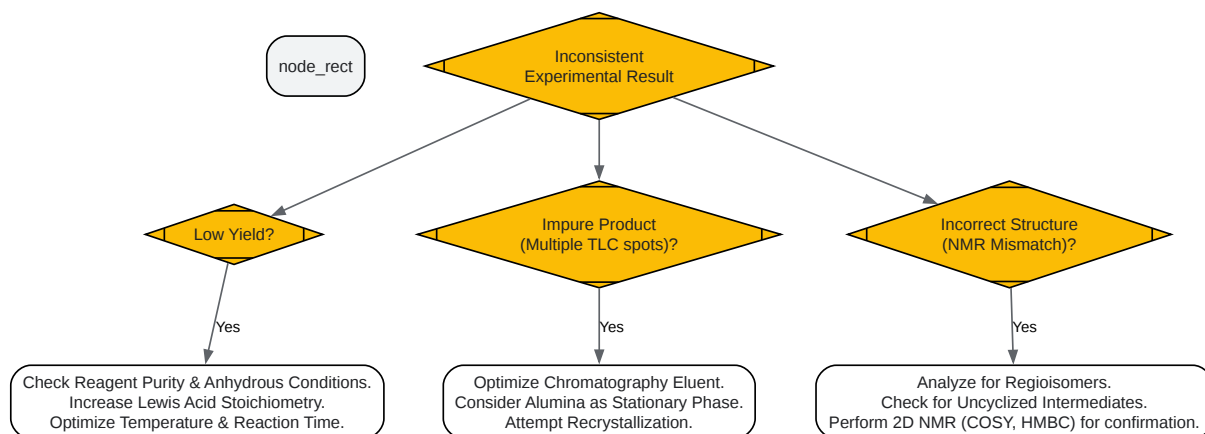 node_rect
Inconsistent
Experimental Result
Low Yield?
Impure Product
(Multiple TLC spots)?
Incorrect Structure
(NMR Mismatch)?
Yes
Yes
Yes
Check Reagent Purity & Anhydrous Conditions.
Increase Lewis Acid Stoichiometry.
Optimize Temperature & Reaction Time.
Optimize Chromatography Eluent.
Consider Alumina as Stationary Phase.
Attempt Recrystallization.
Analyze for Regioisomers.
Check for Uncyclized Intermediates.
Perform 2D NMR (COSY, HMBC) for confirmation.